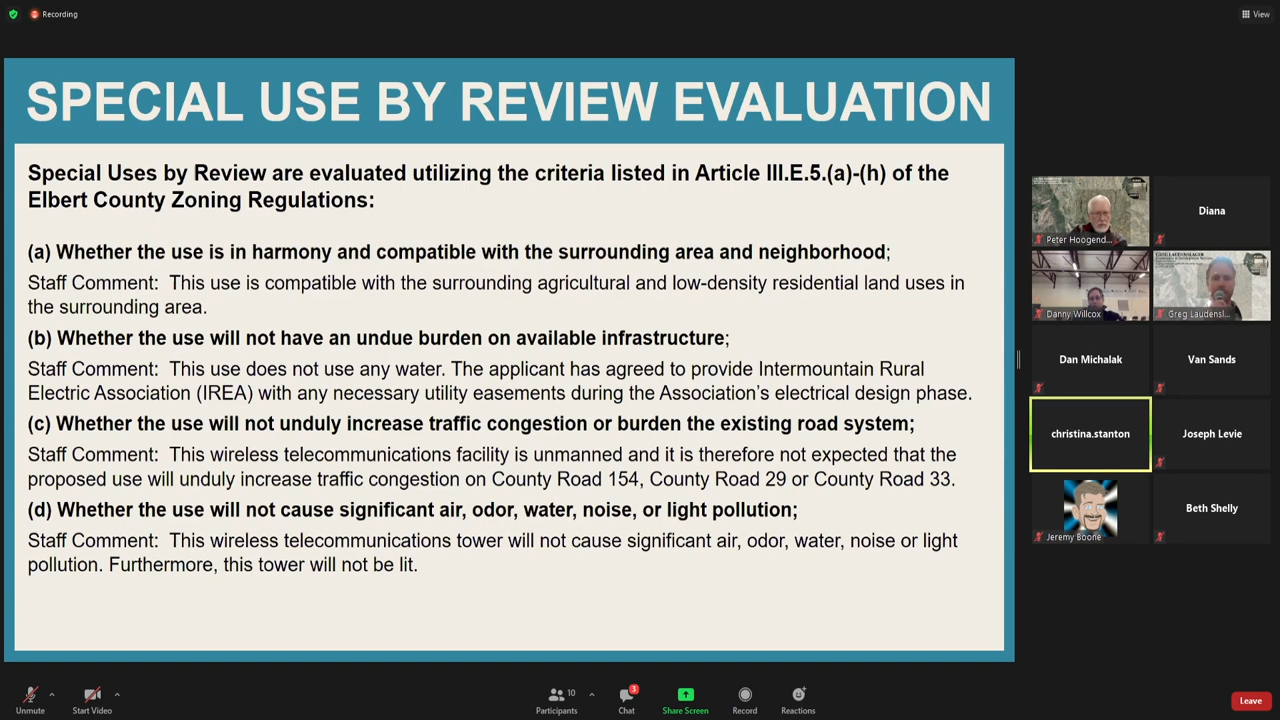 Recording
View
SPECIAL USE BY REVIEW EVALUATION
Special Uses by Review are evaluated utilizing the criteria listed in Article III.E.5.(a)-(h) of the
Elbert County Zoning Regulations:
(a) Whether the use is in harmony and compatible with the surrounding area and neighborhood;
Staff Comment: This use is compatible with the surrounding agricultural and low-density residential land uses in
the surrounding area.
(b) Whether the use will not have an undue burden on available infrastructure;
Staff Comment: This use does not use any water. The applicant has agreed to provide Intermountain Rural
Electric Association (IREA) with any necessary utility easements during the Association's electrical design phase.
(c) Whether the use will not unduly increase traffic congestion or burden the existing road system;
Staff Comment: This wireless telecommunications facility is unmanned and it is therefore not expected that the
proposed use will unduly increase traffic congestion on County Road 154, County Road 29 or County Road 33.
(d) Whether the use will not cause significant air, odor, water, noise, or light pollution;
Staff Comment: This wireless telecommunications tower will not cause significant air, odor, water, noise or light
pollution. Furthermore, this tower will not be lit.
Peter Hoogend...
Diana
Danny Willcox
GREG LAUDENSLAGER
Greg Laudensl...
Dan Michalak
Van Sands
christina.stanton
Joseph Levie
Jeremy Boone
Beth Shelly
Unmute
Start Video
10
Participants
3
Chat
Share Screen
Record
Reactions
Leave